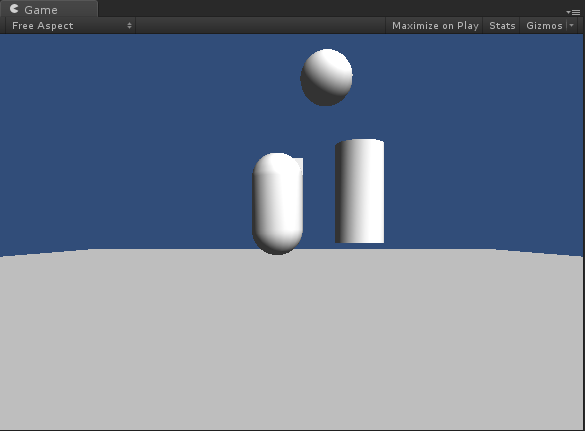 Game
Free Aspect
Maximize on Play
Stats
Gizmos